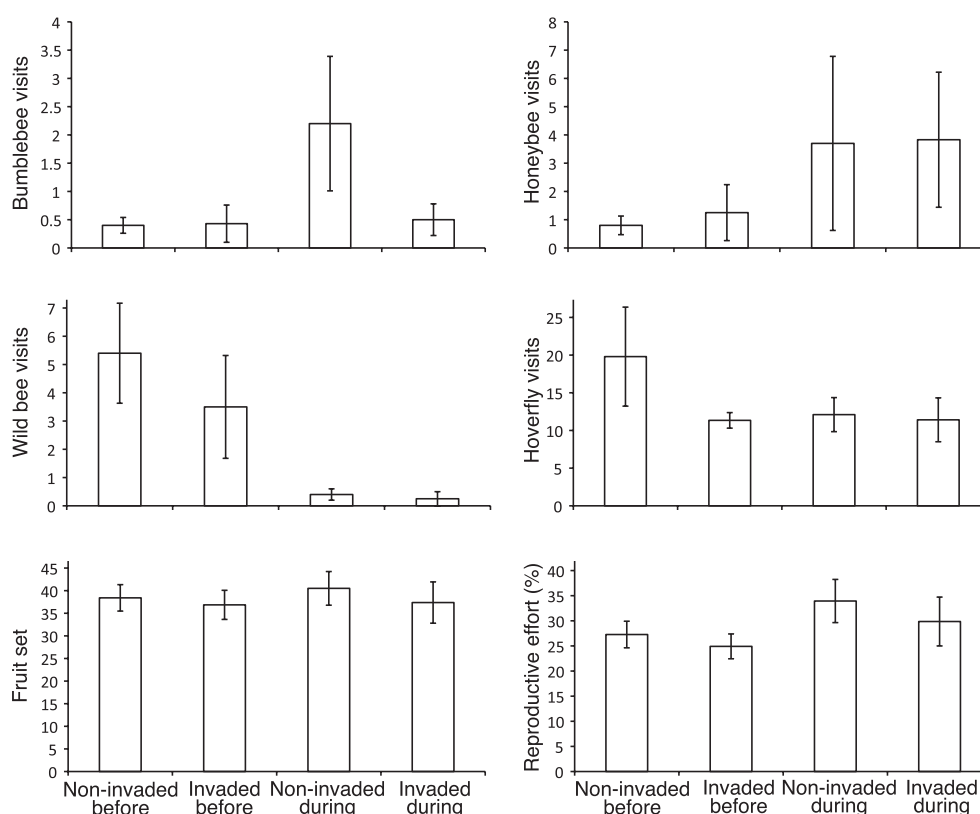 Bumblebee visits
4
3.5
3
2.5
2
1.5
1
0.5
0
Honeybee visits
8
7
6
5
4
3
2
1
0
Wild bee visits
7
6
5
4
3
2
1
0
Hoverfly visits
25
20
15
10
5
0
Fruit set
45
40
35
30
25
20
15
10
5
0
Non-invaded
before
Invaded
before
Non-invaded
during
Invaded
during
Reproductive effort (%)
40
35
30
25
20
15
10
5
0
Non-invaded
before
Invaded
before
Non-invaded
during
Invaded
during